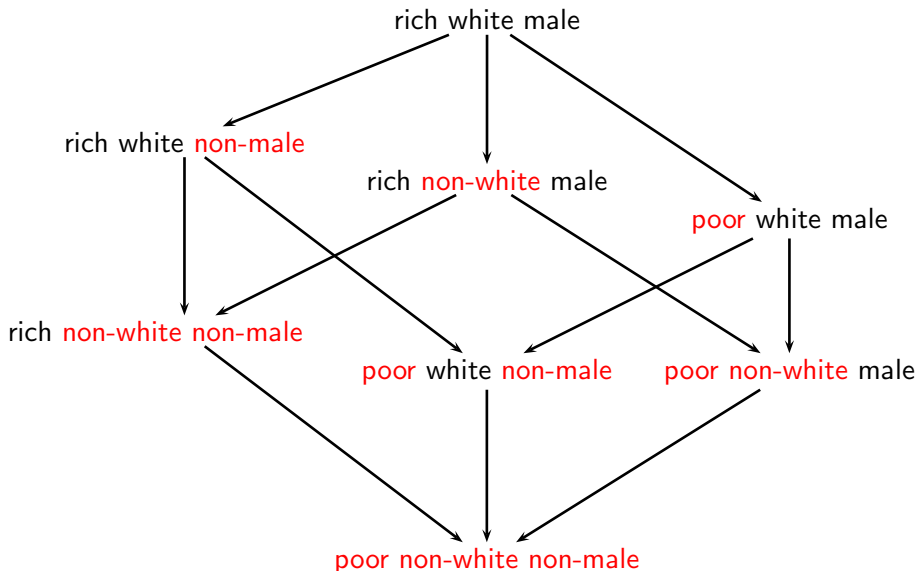 rich white male
rich white non-male
rich non-white male
poor white male
rich non-white non-male
poor white non-male
poor non-white male
poor non-white non-male